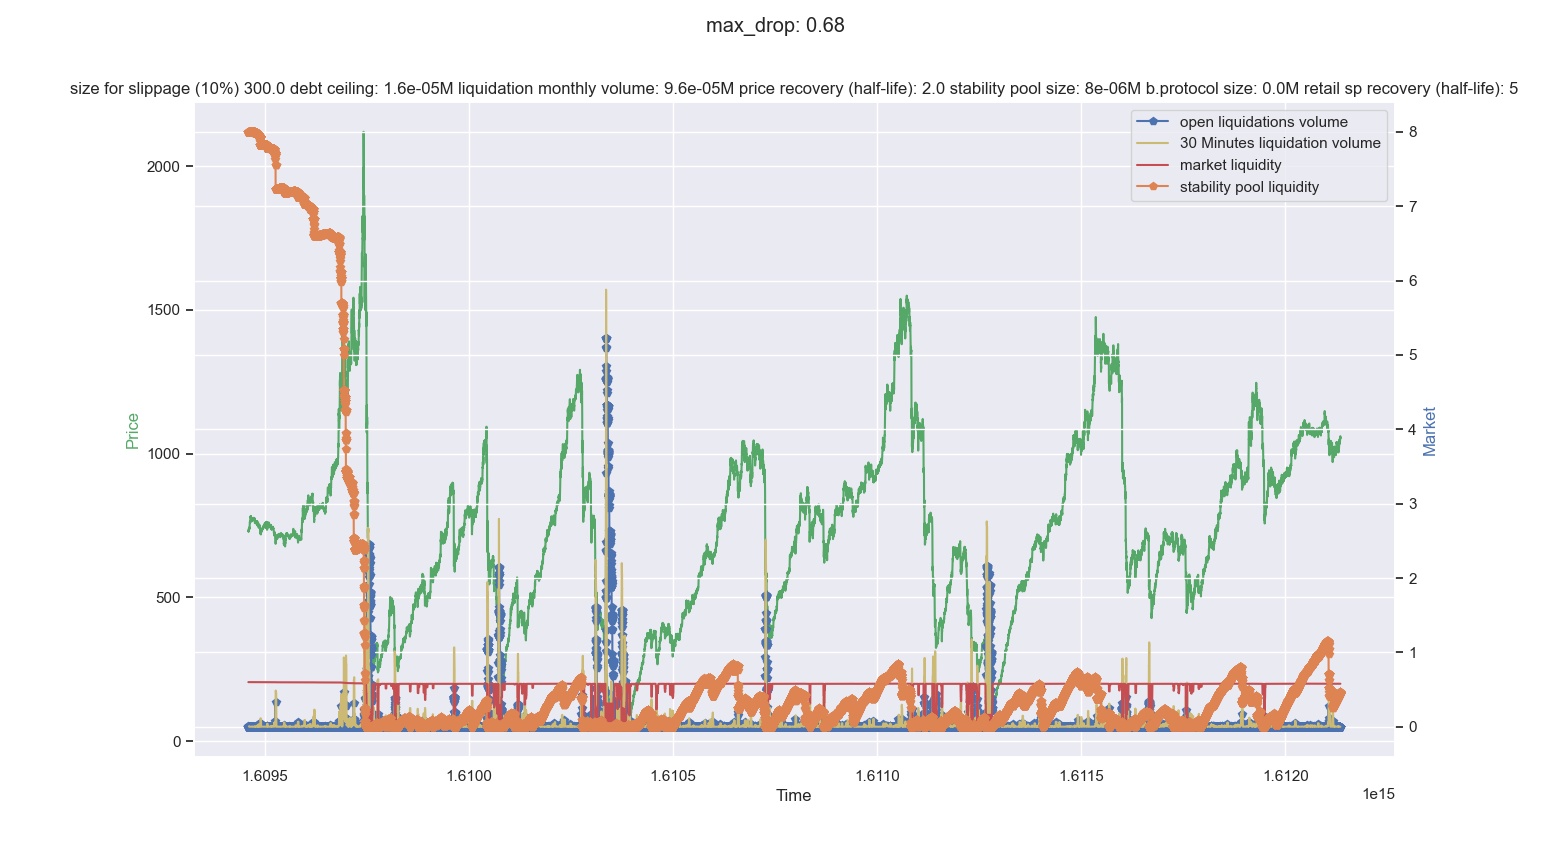 max_drop: 0.68
size for slippage (10%) 300.0 debt ceiling: 1.6e-05M liquidation monthly volume: 9.6e-05M price recovery (half-life): 2.0 stability pool size: 8e-06M b.protocol size: 0.0M retail sp recovery (half-life): 5
open liquidations volume
30 Minutes liquidation volume
market liquidity
stability pool liquidity
2000
1500
1000
500
0
Price
8
7
6
5
4
3
2
1
0
Market
1.6095 1.6100 1.6105 1.6110 1.6115 1.6120
1e15
Time